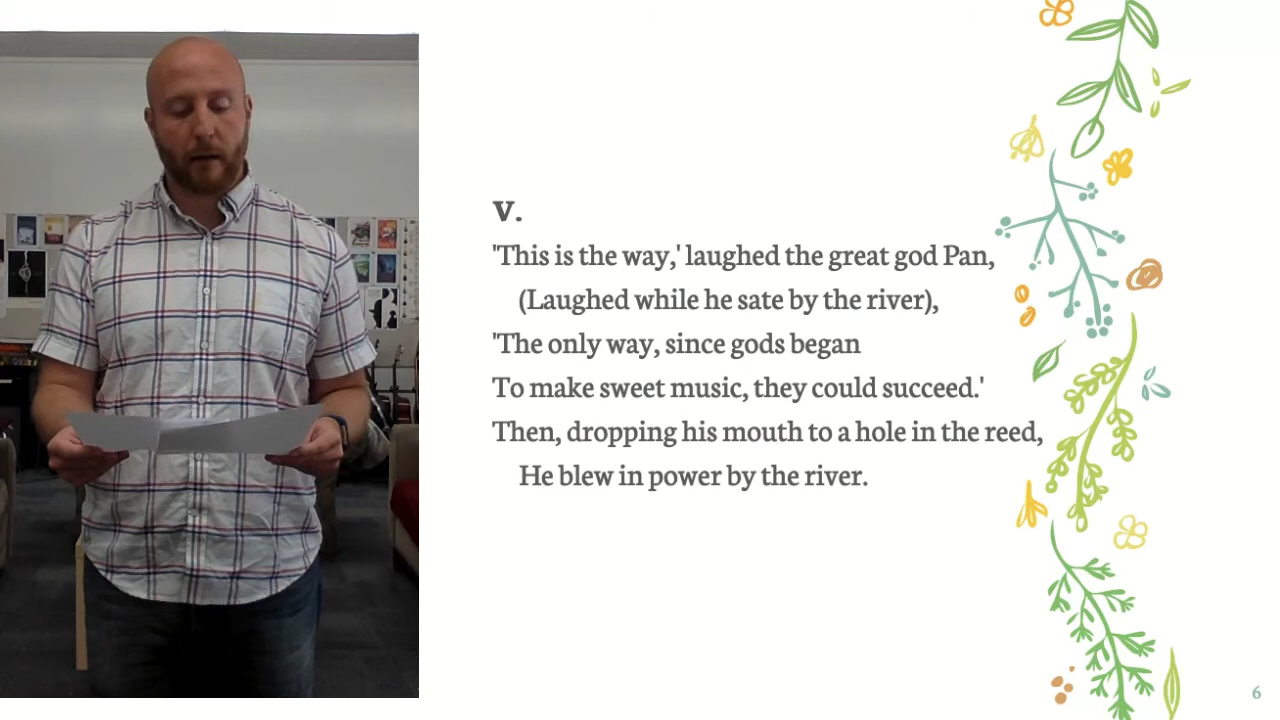 V.
'This is the way,' laughed the great god Pan,
(Laughed while he sate by the river),
'The only way, since gods began
'To make sweet music, they could succeed.'
Then, dropping his mouth to a hole in the reed,
He blew in power by the river.
6